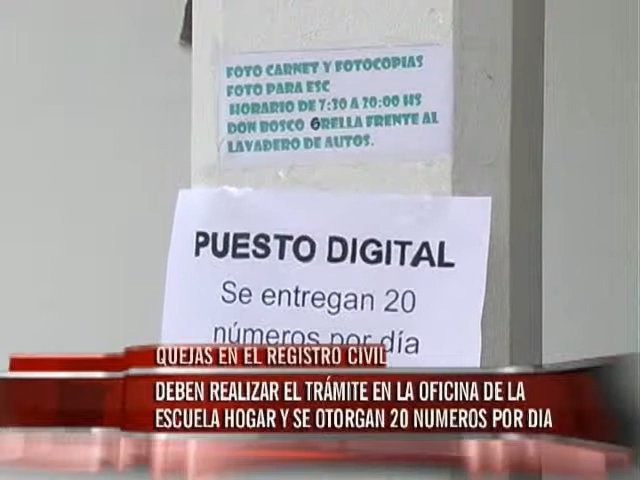 FOTO CARNET Y FOTOCOPIAS
FOTO PARA ESC
HORARIO DE 7:30 A 20:00 HS
DON BOSCO GRELLA FRENTE AL
LAVADERO DE AUTOS.
PUESTO DIGITAL
Se entregan 20
números por día
QUEJAS EN EL REGISTRO CIVIL
DEBEN REALIZAR EL TRÁMITE EN LA OFICINA DE LA
ESCUELA HOGAR Y SE OTORGAN 20 NUMEROS POR DIA